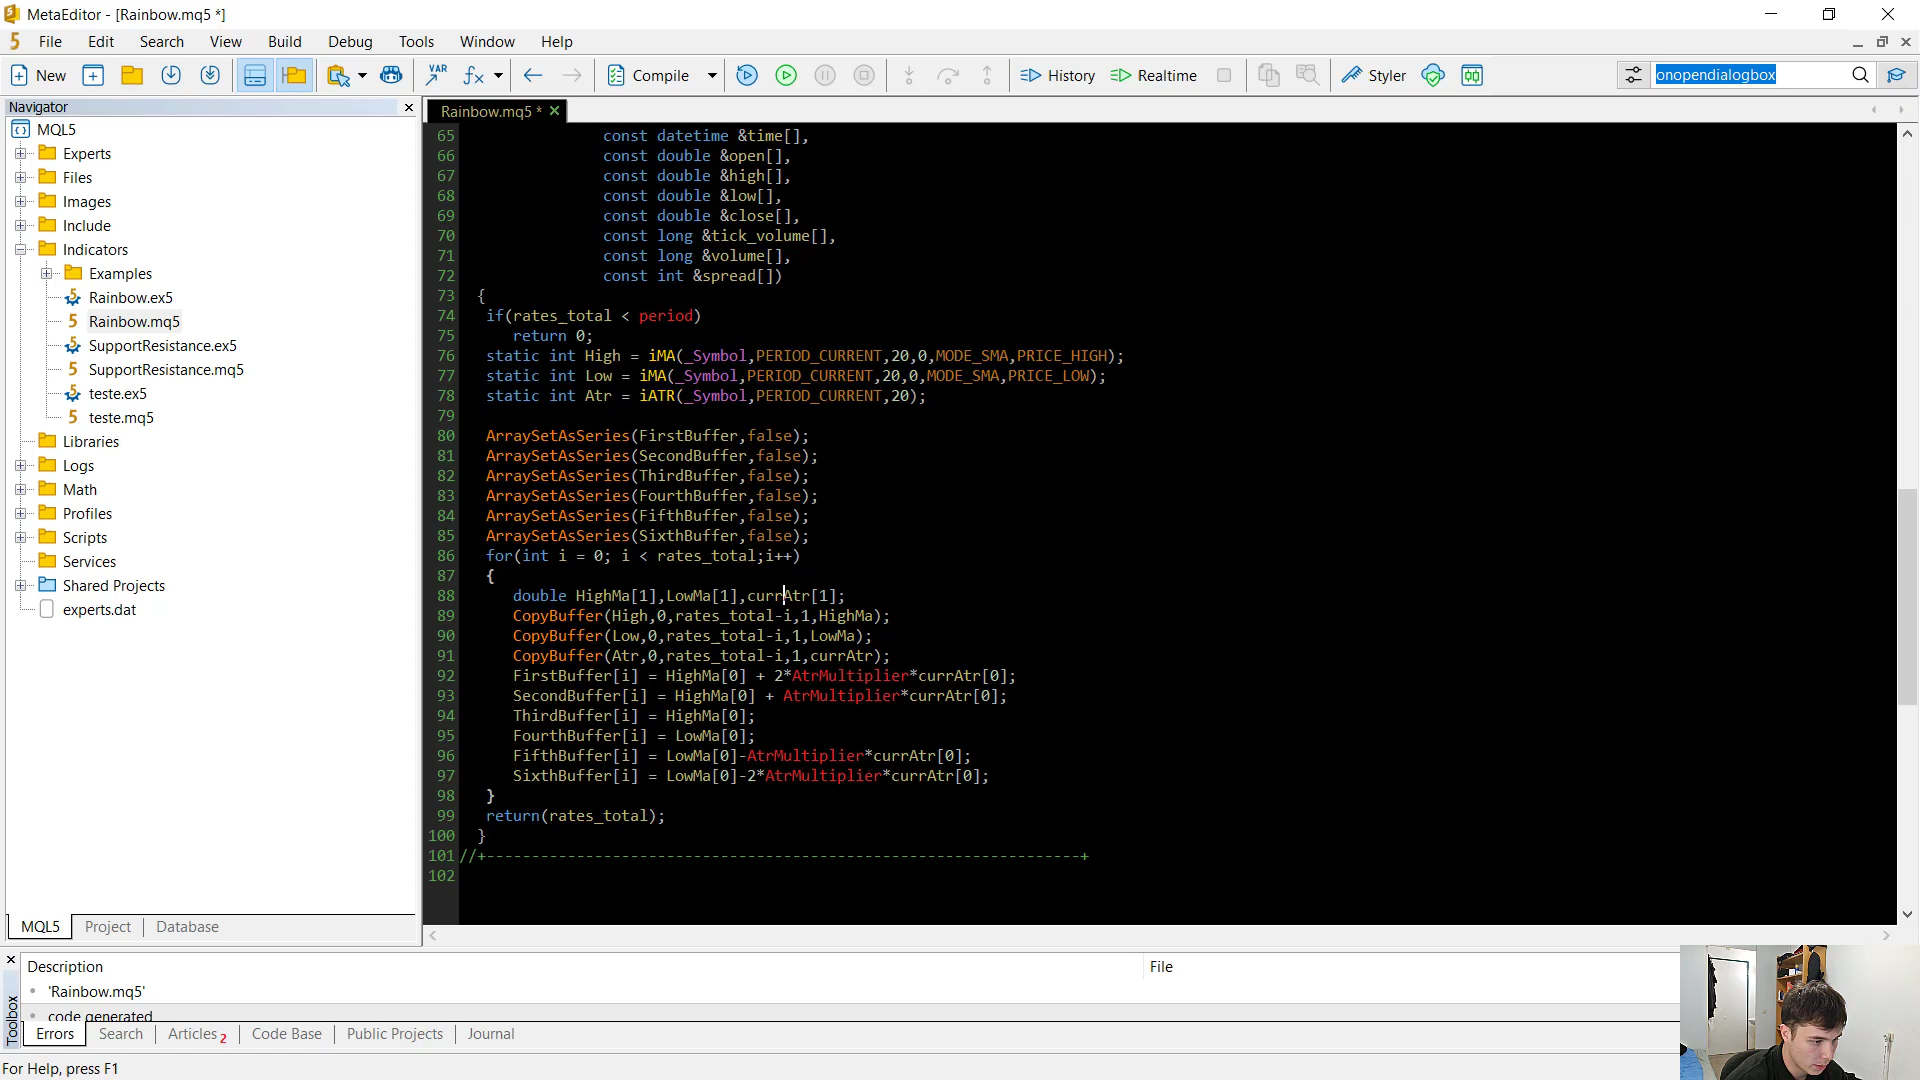 MetaEditor - [Rainbow.mq5 *]
5 File Edit Search View Build Debug Tools Window Help
New VAR fx Compile History Realtime Styler onopendialogbox
Navigator
Rainbow.mq5 *
MQL5
Experts
Files
Images
Include
Indicators
Examples
Rainbow.ex5
5 Rainbow.mq5
SupportResistance.ex5
5 SupportResistance.mq5
teste.ex5
5 teste.mq5
Libraries
Logs
Math
Profiles
Scripts
Services
Shared Projects
experts.dat
MQL5 Project Database
65 const datetime &time[],
66 const double &open[],
67 const double &high[],
68 const double &low[],
69 const double &close[],
70 const long &tick_volume[],
71 const long &volume[],
72 const int &spread[])
73 {
74 if(rates_total < period)
75 return 0;
76 static int High = iMA(_Symbol,PERIOD_CURRENT,20,0,MODE_SMA,PRICE_HIGH);
77 static int Low = iMA(_Symbol,PERIOD_CURRENT,20,0,MODE_SMA,PRICE_LOW);
78 static int Atr = iATR(_Symbol,PERIOD_CURRENT,20);
79
80 ArraySetAsSeries(FirstBuffer,false);
81 ArraySetAsSeries(SecondBuffer,false);
82 ArraySetAsSeries(ThirdBuffer,false);
83 ArraySetAsSeries(FourthBuffer,false);
84 ArraySetAsSeries(FifthBuffer,false);
85 ArraySetAsSeries(SixthBuffer,false);
86 for(int i = 0; i < rates_total;i++)
87 {
88 double HighMa[1],LowMa[1],currAtr[1];
89 CopyBuffer(High,0,rates_total-i,1,HighMa);
90 CopyBuffer(Low,0,rates_total-i,1,LowMa);
91 CopyBuffer(Atr,0,rates_total-i,1,currAtr);
92 FirstBuffer[i] = HighMa[0] + 2*AtrMultiplier*currAtr[0];
93 SecondBuffer[i] = HighMa[0] + AtrMultiplier*currAtr[0];
94 ThirdBuffer[i] = HighMa[0];
95 FourthBuffer[i] = LowMa[0];
96 FifthBuffer[i] = LowMa[0]-AtrMultiplier*currAtr[0];
97 SixthBuffer[i] = LowMa[0]-2*AtrMultiplier*currAtr[0];
98 }
99 return(rates_total);
100 }
101 //+------------------------------------------------------------------+
102
Toolbox
Description File
'Rainbow.mq5'
code generated
Errors Search Articles 2 Code Base Public Projects Journal
For Help, press F1